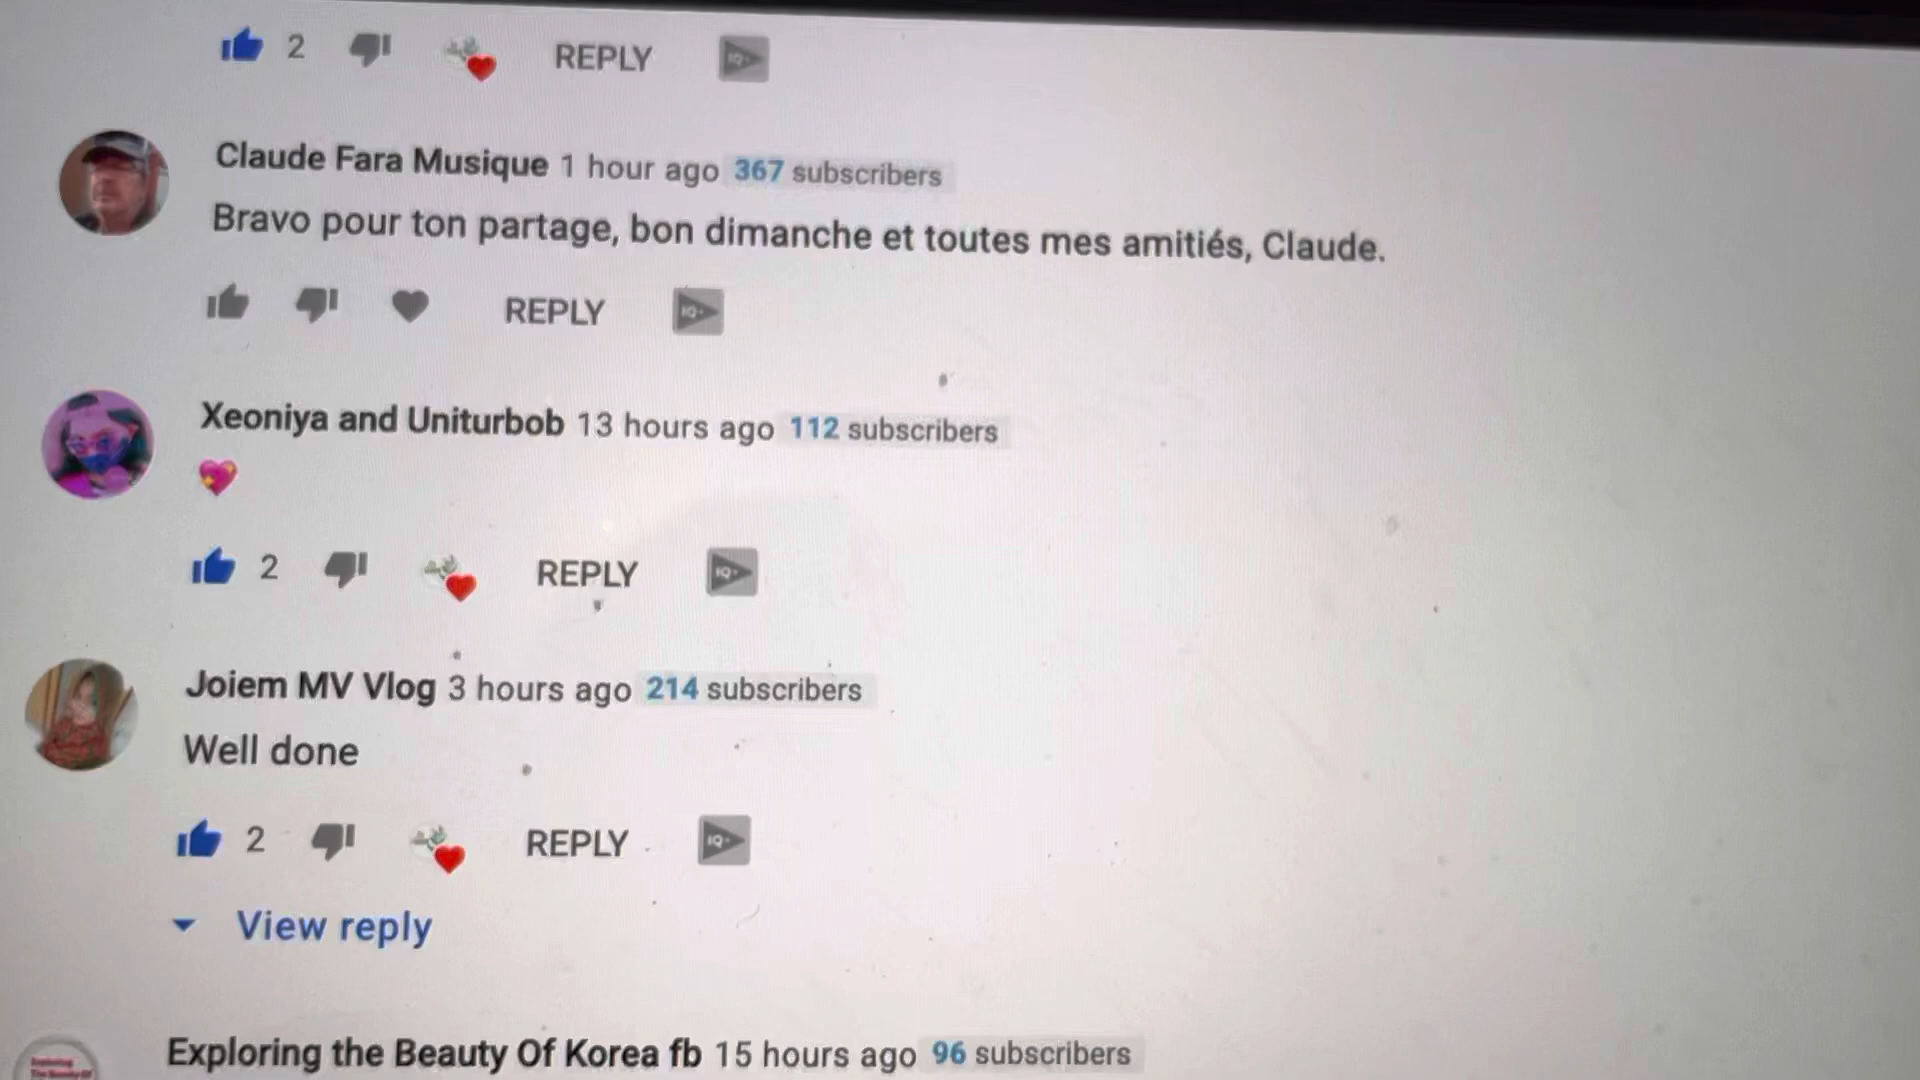 2 REPLY
Claude Fara Musique 1 hour ago 367 subscribers
Bravo pour ton partage, bon dimanche et toutes mes amitiés, Claude.
REPLY
Xeoniya and Uniturbob 13 hours ago 112 subscribers
2 REPLY
Joiem MV Vlog 3 hours ago 214 subscribers
Well done
2 REPLY
View reply
Exploring the Beauty Of Korea fb 15 hours ago 96 subscribers